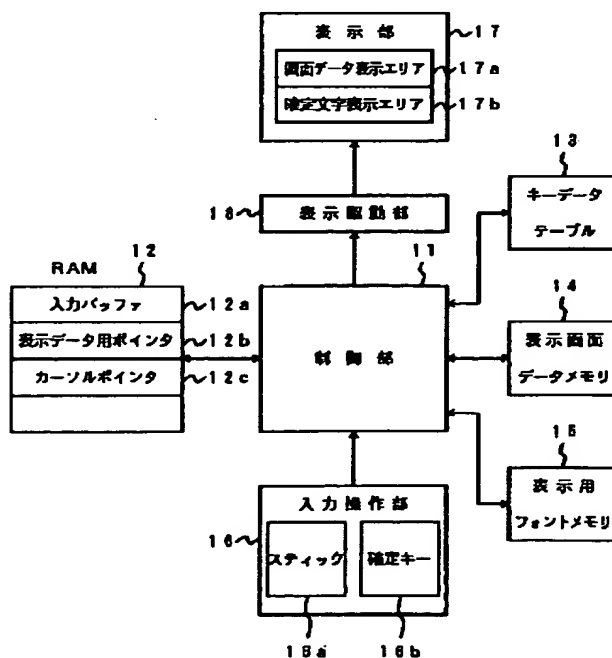 表示部
17
画面データ表示エリア
17a
確定文字表示エリア
17b
18
表示駆動部
13
キーデータ
テーブル
RAM
12
11
入力バッファ
12a
表示データ用ポインタ
12b
カーソルポインタ
12c
制御部
14
表示画面
データメモリ
15
表示用
フォントメモリ
入力操作部
16
スティック
確定キー
16a
16b